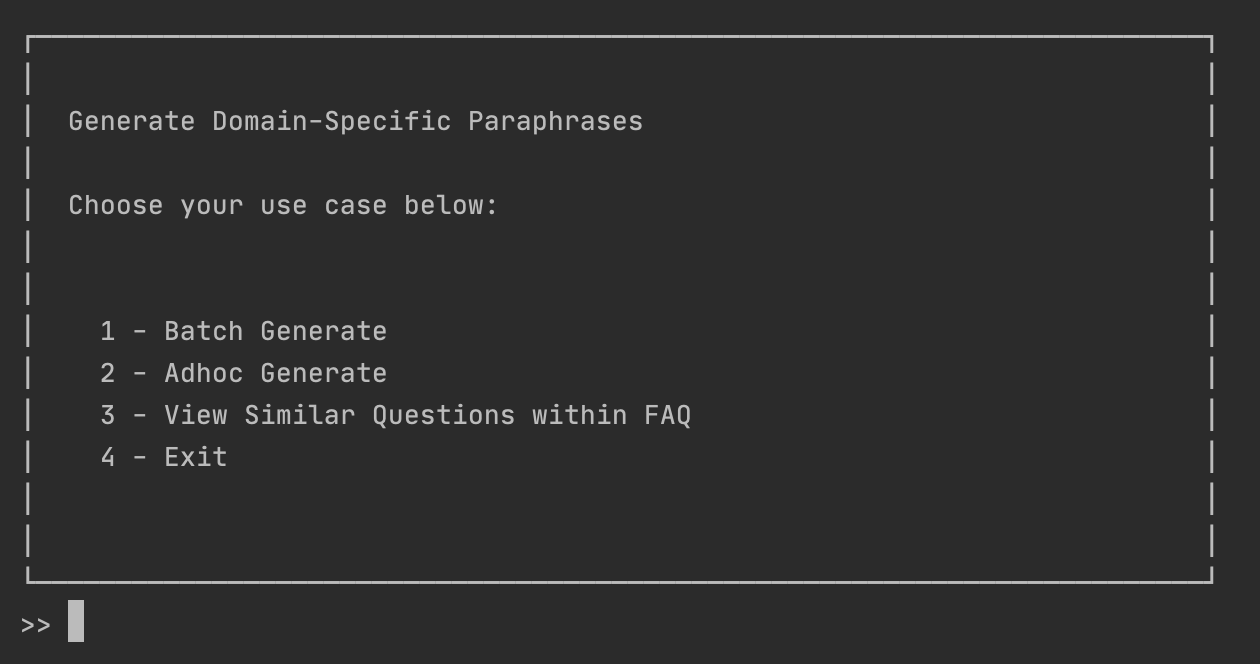 Generate Domain-Specific Paraphrases
Choose your use case below:
1 - Batch Generate
2 - Adhoc Generate
3 - View Similar Questions within FAQ
4 - Exit
>>